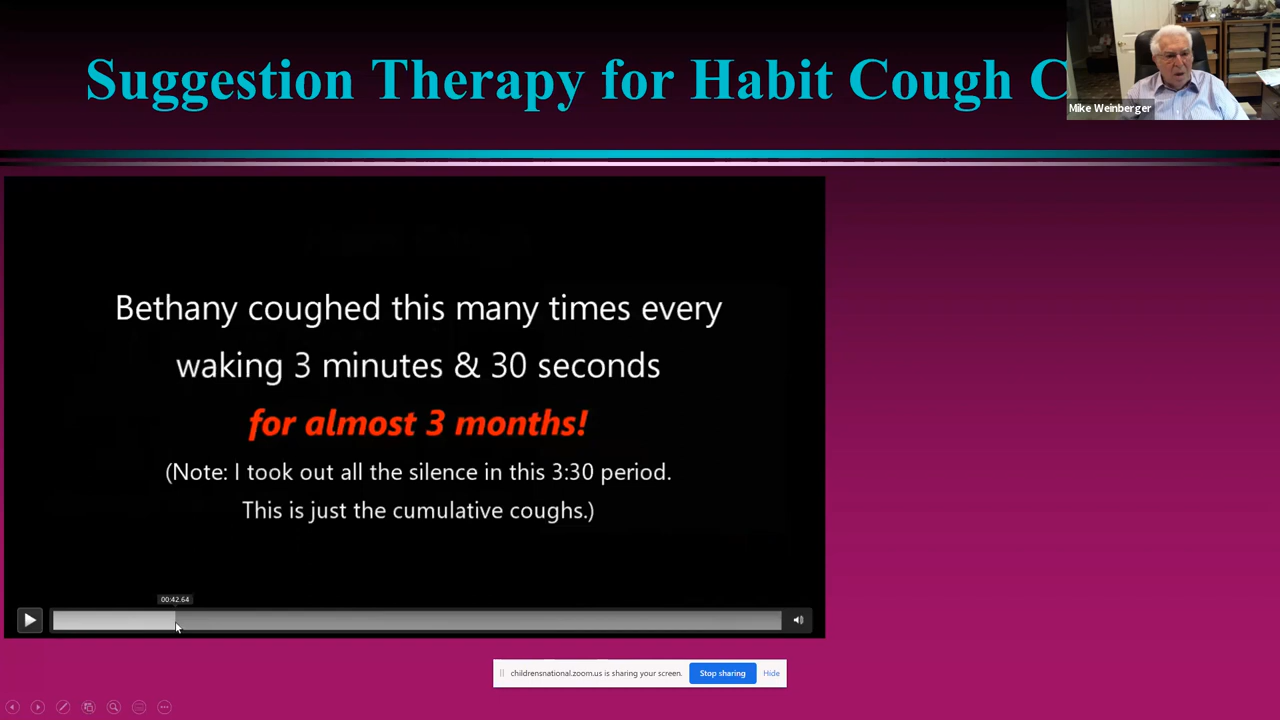 Suggestion Therapy for Habit Cough C
Mike Weinberger
Bethany coughed this many times every
waking 3 minutes & 30 seconds
for almost 3 months!
(Note: I took out all the silence in this 3:30 period.
This is just the cumulative coughs.)
00:42.64
childrensnational.zoom.us is sharing your screen.
Stop sharing
Hide